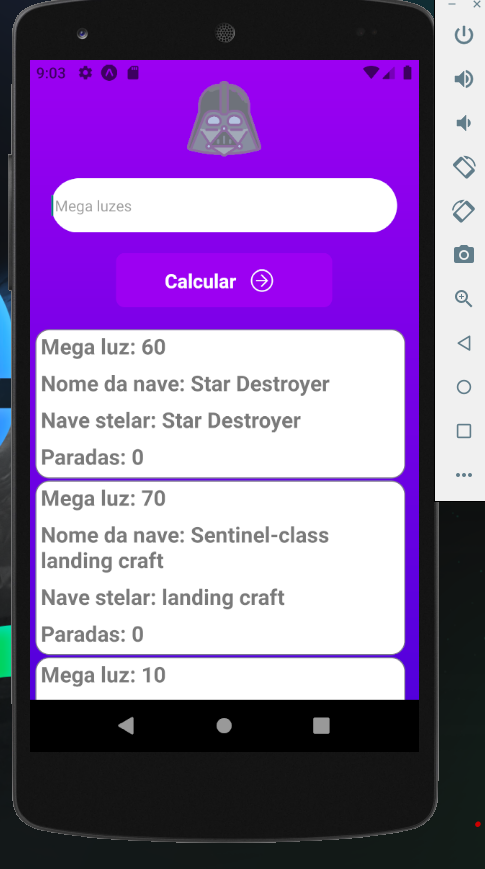 9:03
Mega luzes
Calcular
Mega luz: 60
Nome da nave: Star Destroyer
Nave stelar: Star Destroyer
Paradas: 0
Mega luz: 70
Nome da nave: Sentinel-class
landing craft
Nave stelar: landing craft
Paradas: 0
Mega luz: 10